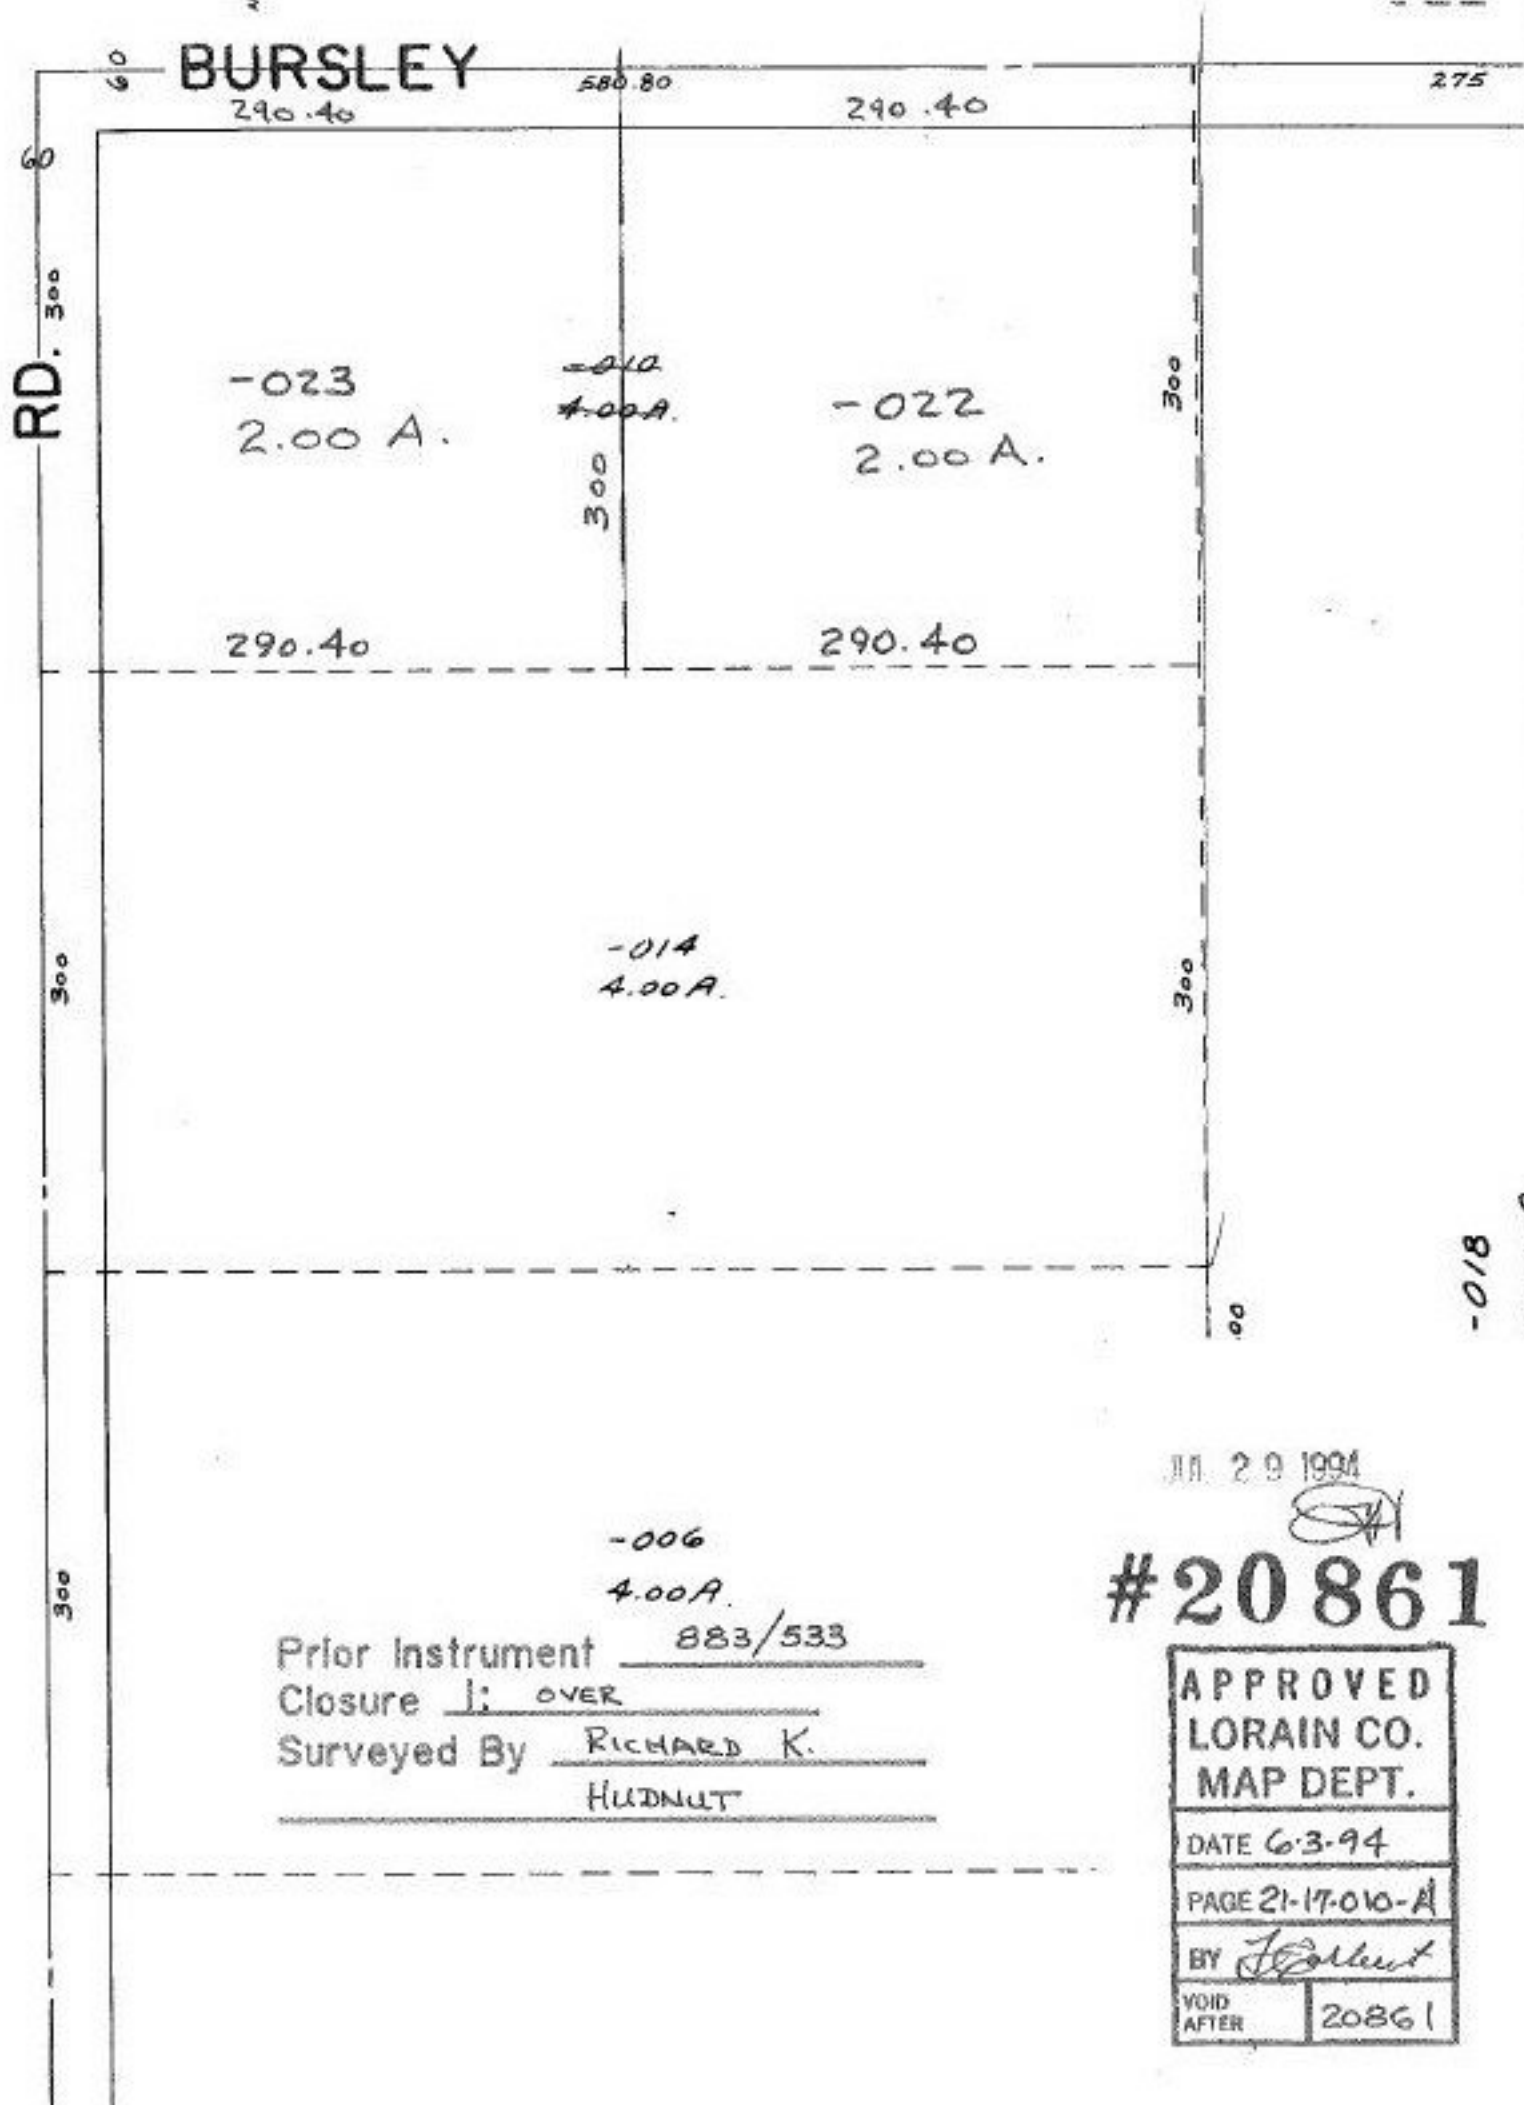 60
BURSLEY
580.80
275
290.40
290.40
60
RD.
300
-023
2.00 A.
-010
4.00A.
300
-022
2.00 A.
300
290.40
290.40
300
-014
4.00A.
300
-018
.00
300
-006
4.00A.
JUL 29 1994
#20861
Prior Instrument 883/533
Closure 1: OVER
Surveyed By RICHARD K.
HUDNUT
APPROVED
LORAIN CO.
MAP DEPT.
DATE 6-3-94
PAGE 21-17-010-A
BY
VOID AFTER 20861